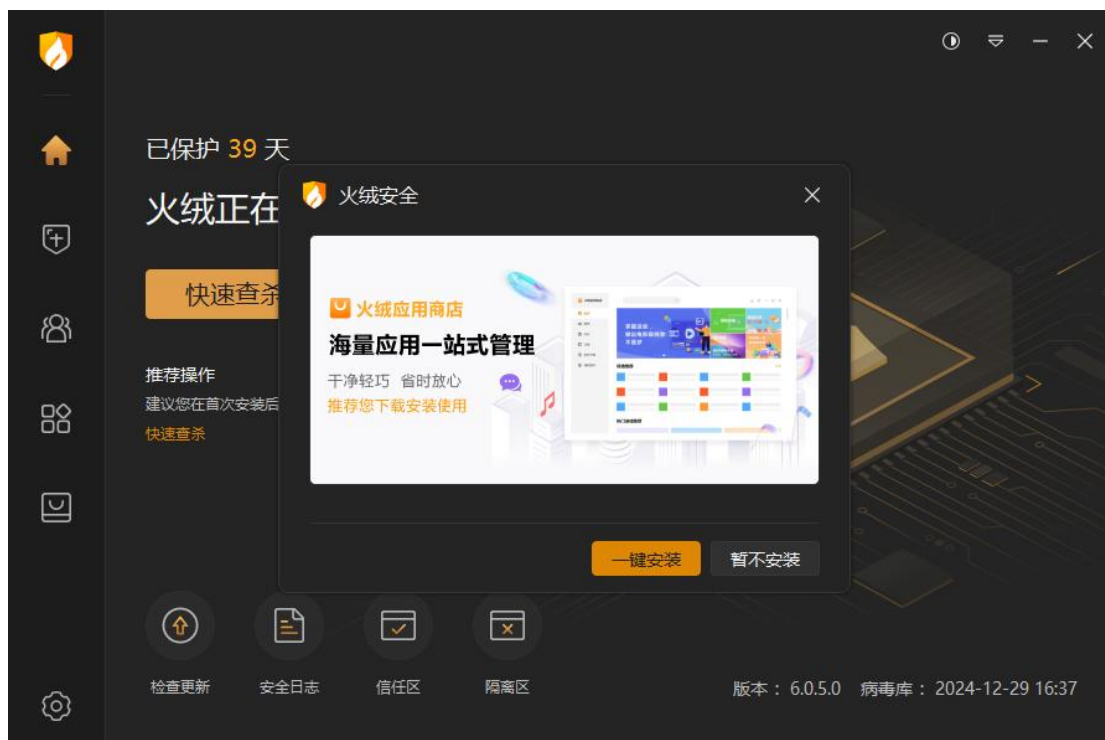 已保护 39 天
火绒正在
快速查杀
推荐操作
建议您在首次安装后
快速查杀
火绒安全
火绒应用商店
海量应用一站式管理
干净轻巧 省时放心
推荐您下载安装使用
一键安装
暂不安装
检查更新
安全日志
信任区
隔离区
版本： 6.0.5.0 病毒库： 2024-12-29 16:37